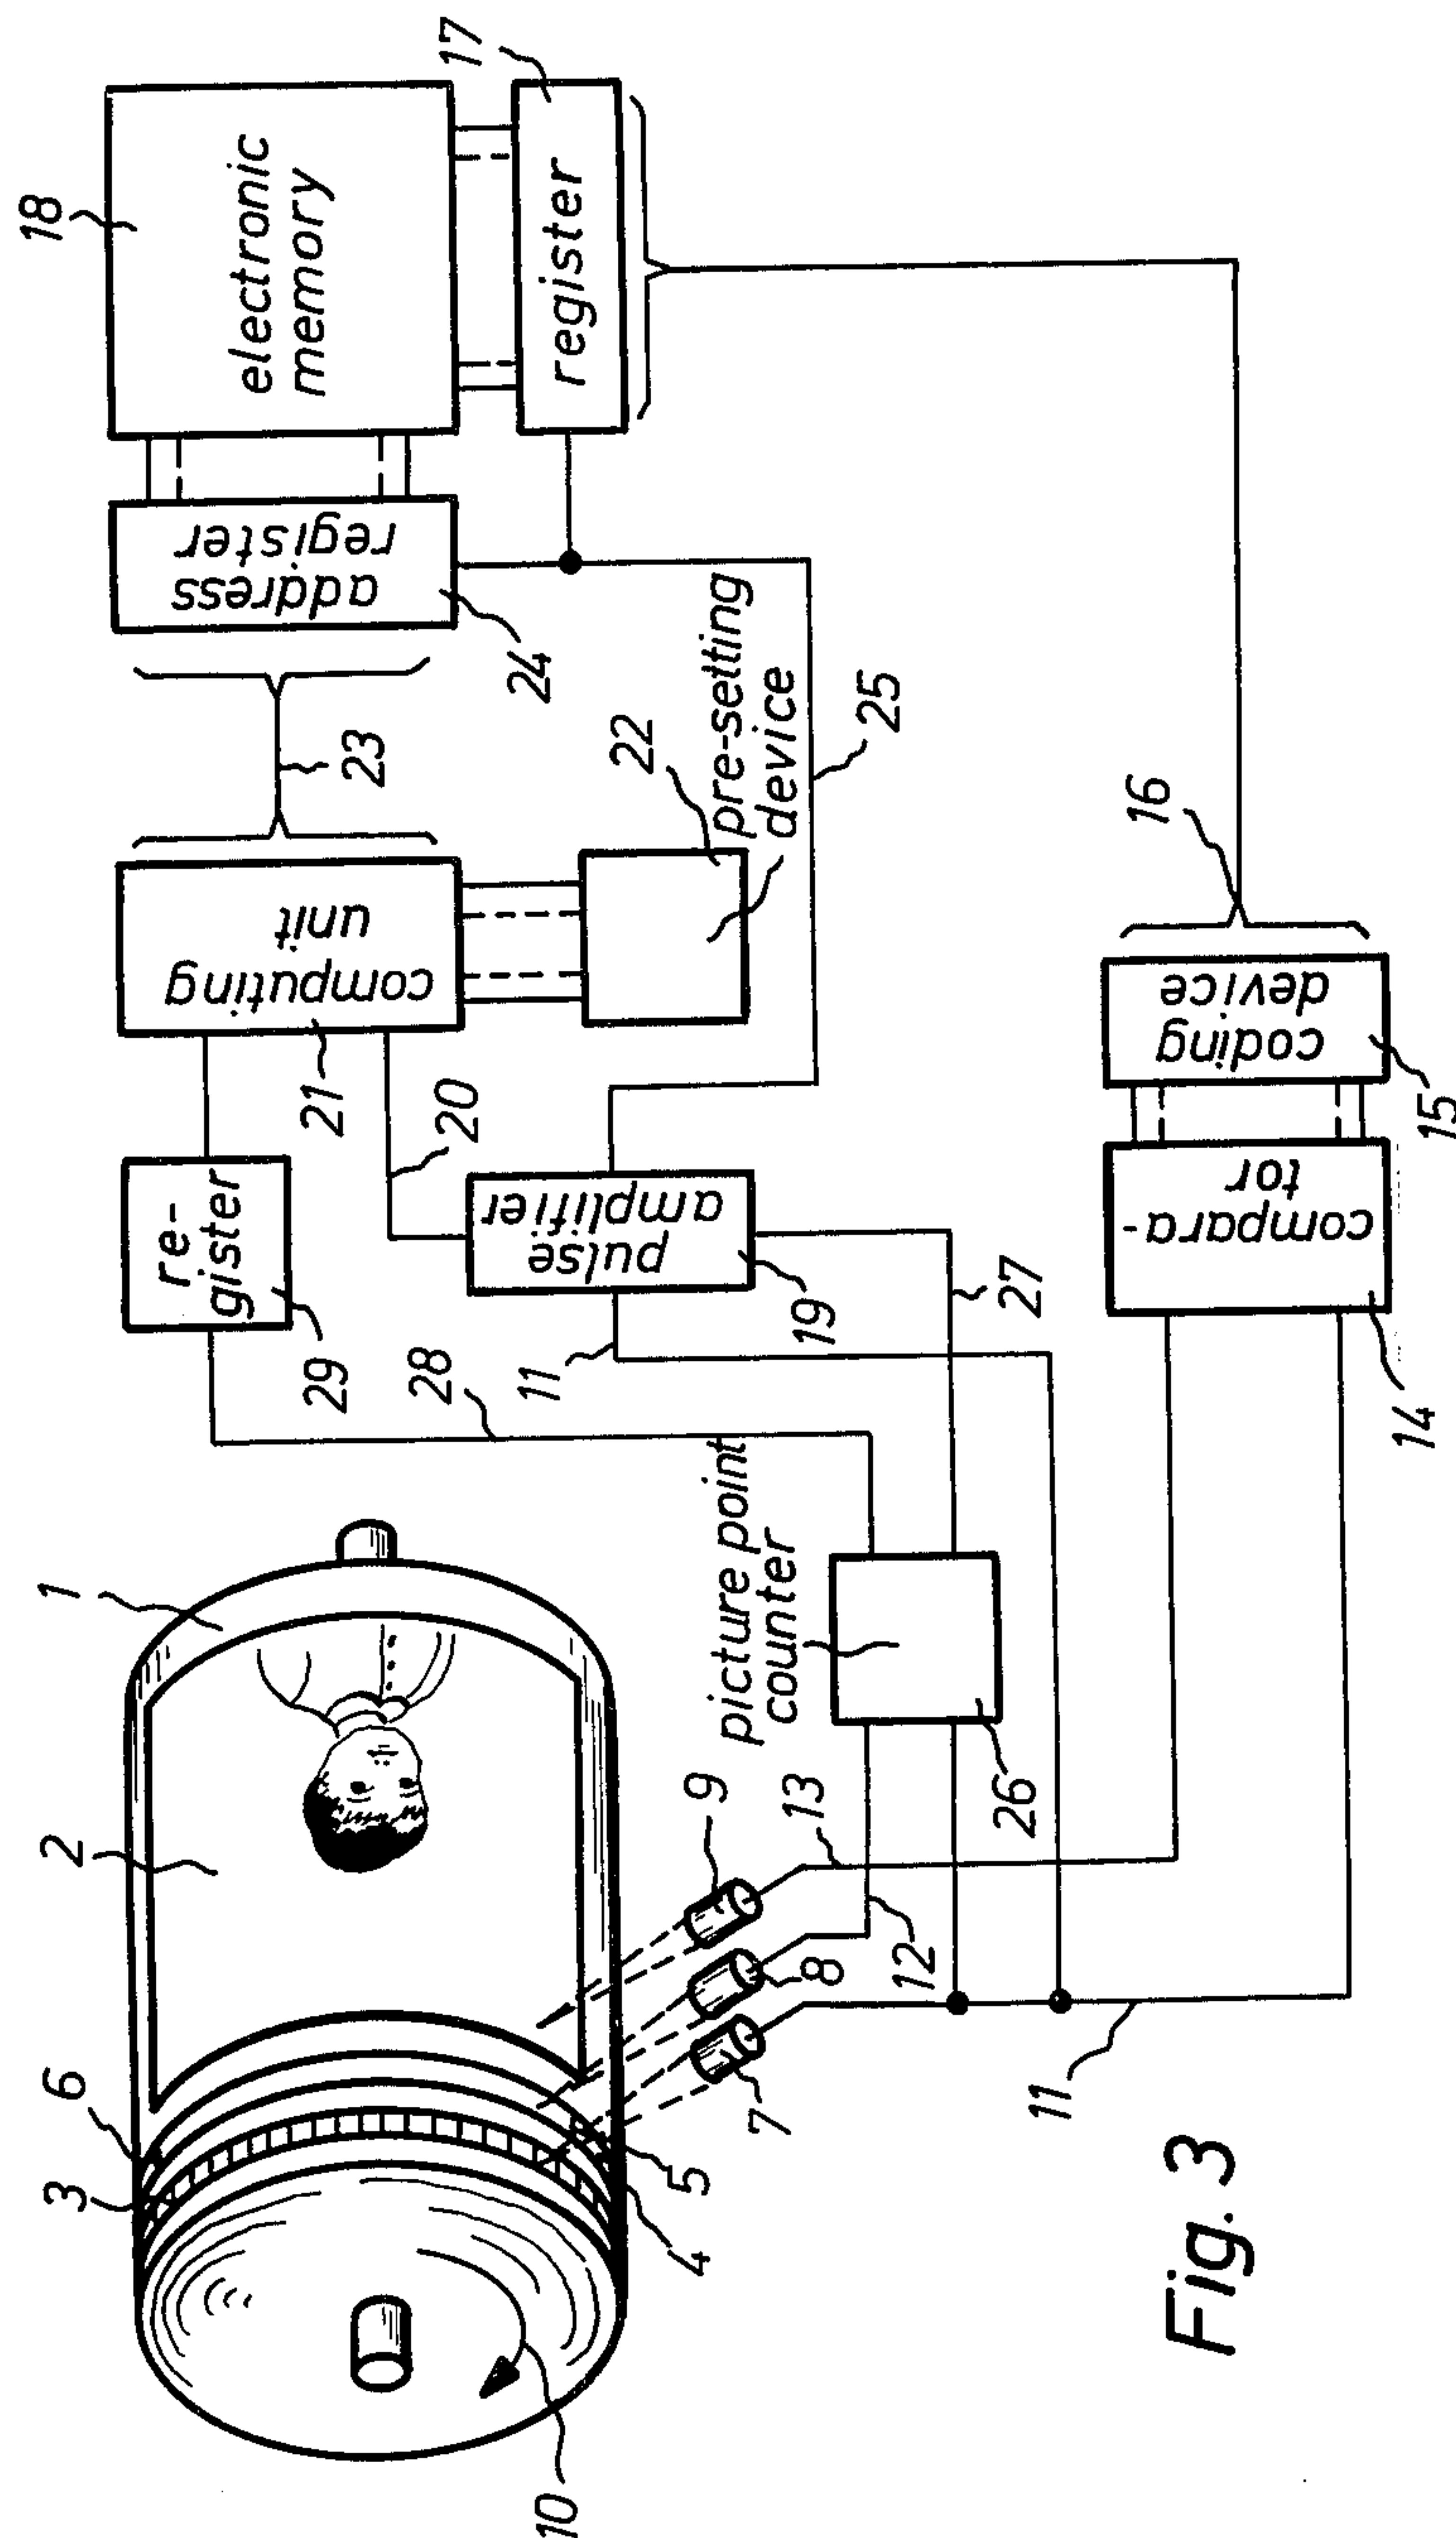 18
17
electronic
memory
register
address
register
24
23
pre-setting
device
22
25
16
computing
unit
21
20
coding
device
15
re-
gister
29
pulse
amplifier
19
11
27
28
compara-
tor
14
picture point
counter
26
1
2
9
13
8
12
7
11
6
3
5
4
10
Fig. 3